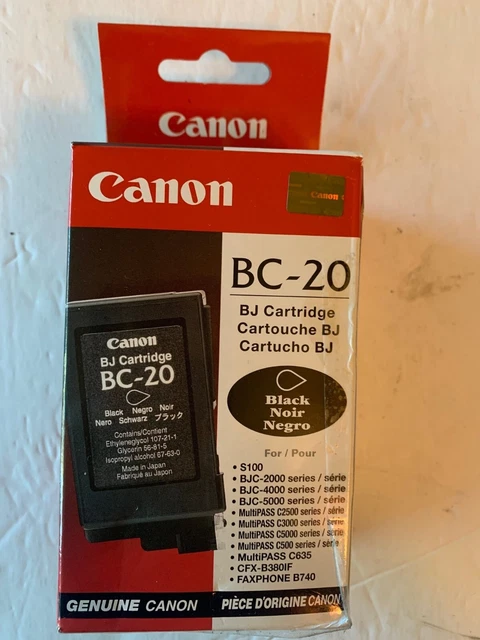 Canon
Canon
Canon
BC-20
BJ Cartridge
Cartouche BJ
Cartucho BJ
Canon
BJ Cartridge
BC-20
Black Negro Noir
Nero Schwarz ブラック
Contains/Contient
Ethyleneglycol 107-21-1
Glycerin 56-81-5
Isopropyl alcohol 67-63-0
Made in Japan
Fabriqué au Japon
Black
Noir
Negro
For / Pour
• S100
• BJC-2000 series / série
• BJC-4000 series / série
• BJC-5000 series / série
• MultiPASS C2500 series / série
• MultiPASS C3000 series / série
• MultiPASS C5000 series / série
• MultiPASS C500 series / série
• MultiPASS C635
• CFX-B380IF
• FAXPHONE B740
GENUINE CANON
PIÈCE D'ORIGINE CANON